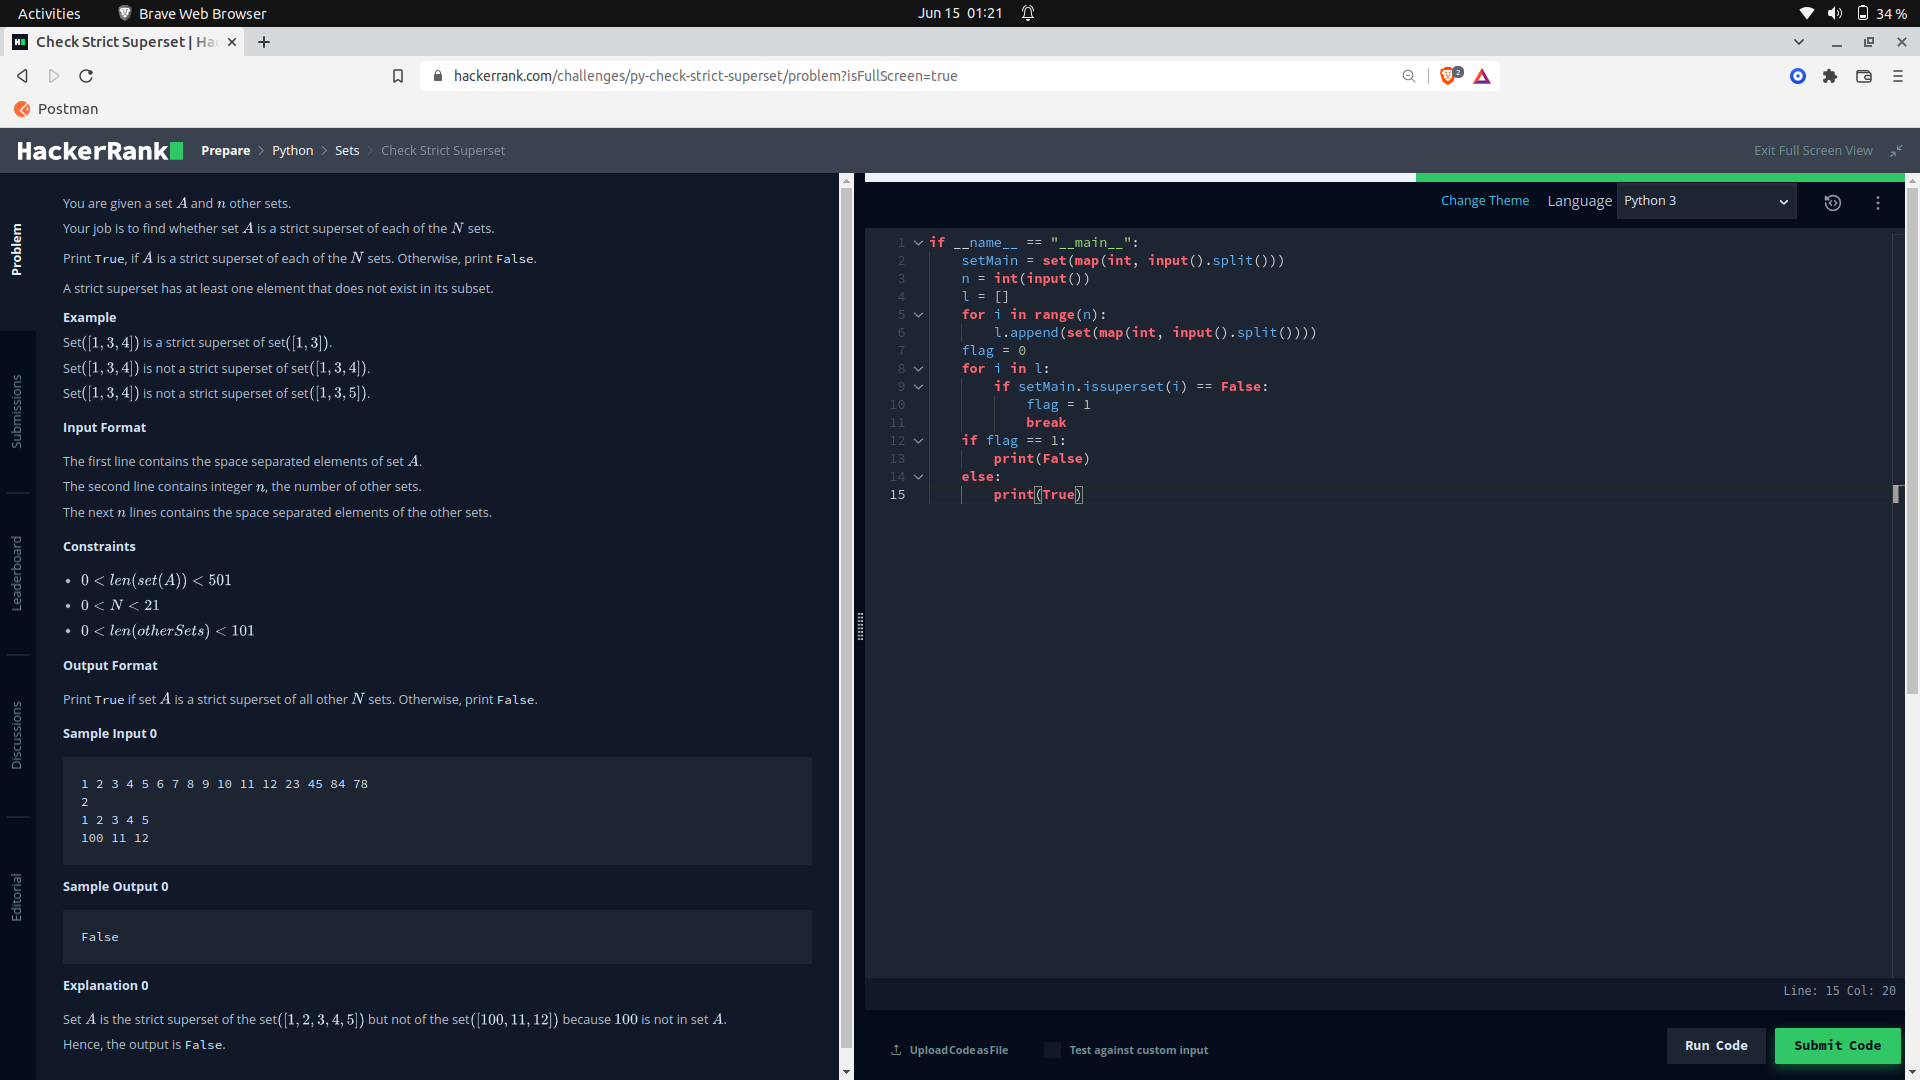 Activities
Brave Web Browser
Jun 15 01:21
34 %
Check Strict Superset | Ha
hackerrank.com/challenges/py-check-strict-superset/problem?isFullScreen=true
2
Postman
HackerRank
Prepare > Python > Sets > Check Strict Superset
Exit Full Screen View
Problem
Submissions
Leaderboard
Discussions
Editorial
You are given a set A and n other sets.
Your job is to find whether set A is a strict superset of each of the N sets.
Print True, if A is a strict superset of each of the N sets. Otherwise, print False.
A strict superset has at least one element that does not exist in its subset.
Example
Set([1, 3, 4]) is a strict superset of set([1, 3]).
Set([1, 3, 4]) is not a strict superset of set([1, 3, 4]).
Set([1, 3, 4]) is not a strict superset of set([1, 3, 5]).
Input Format
The first line contains the space separated elements of set A.
The second line contains integer n, the number of other sets.
The next n lines contains the space separated elements of the other sets.
Constraints
• 0 < len(set(A)) < 501
• 0 < N < 21
• 0 < len(otherSets) < 101
Output Format
Print True if set A is a strict superset of all other N sets. Otherwise, print False.
Sample Input 0
1 2 3 4 5 6 7 8 9 10 11 12 23 45 84 78
2
1 2 3 4 5
100 11 12
Sample Output 0
False
Explanation 0
Set A is the strict superset of the set([1, 2, 3, 4, 5]) but not of the set([100, 11, 12]) because 100 is not in set A.
Hence, the output is False.
Change Theme
Language
Python 3
1 if __name__ == "__main__":
2     setMain = set(map(int, input().split()))
3     n = int(input())
4     l = []
5     for i in range(n):
6         l.append(set(map(int, input().split())))
7     flag = 0
8     for i in l:
9         if setMain.issuperset(i) == False:
10             flag = 1
11             break
12     if flag == 1:
13         print(False)
14     else:
15         print(True)
Line: 15 Col: 20
Upload Code as File
Test against custom input
Run Code
Submit Code